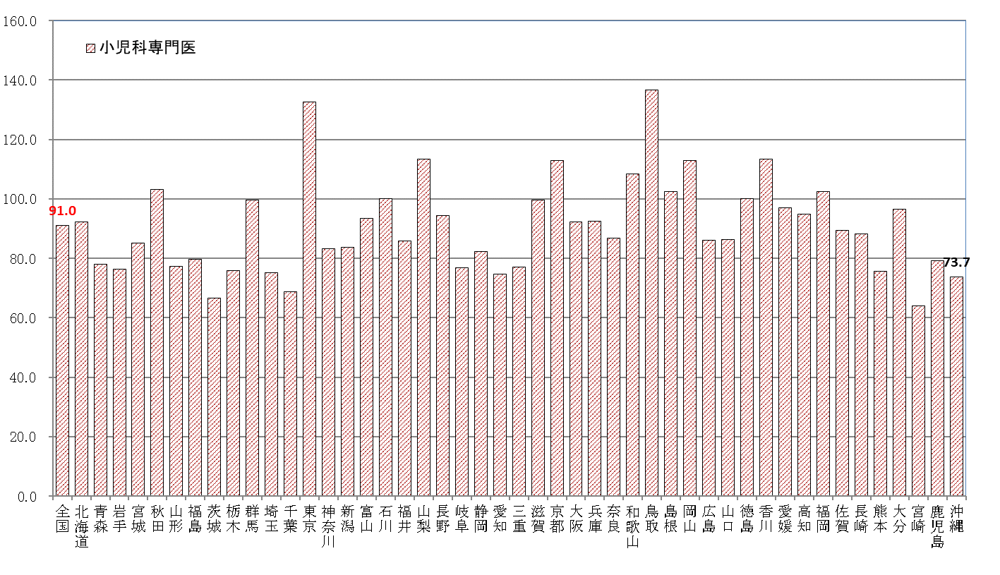 160.0
小児科専門医
140.0
120.0
100.0
91.0
80.0
73.7
60.0
40.0
20.0
0.0
全国
北海道
青森
岩手
宮城
秋田
山形
福島
茨城
栃木
群馬
埼玉
千葉
東京
神奈川
新潟
富山
石川
福井
山梨
長野
岐阜
静岡
愛知
三重
滋賀
京都
大阪
兵庫
奈良
和歌山
鳥取
島根
岡山
広島
山口
徳島
香川
愛媛
高知
福岡
佐賀
長崎
熊本
大分
宮崎
鹿児島
沖縄